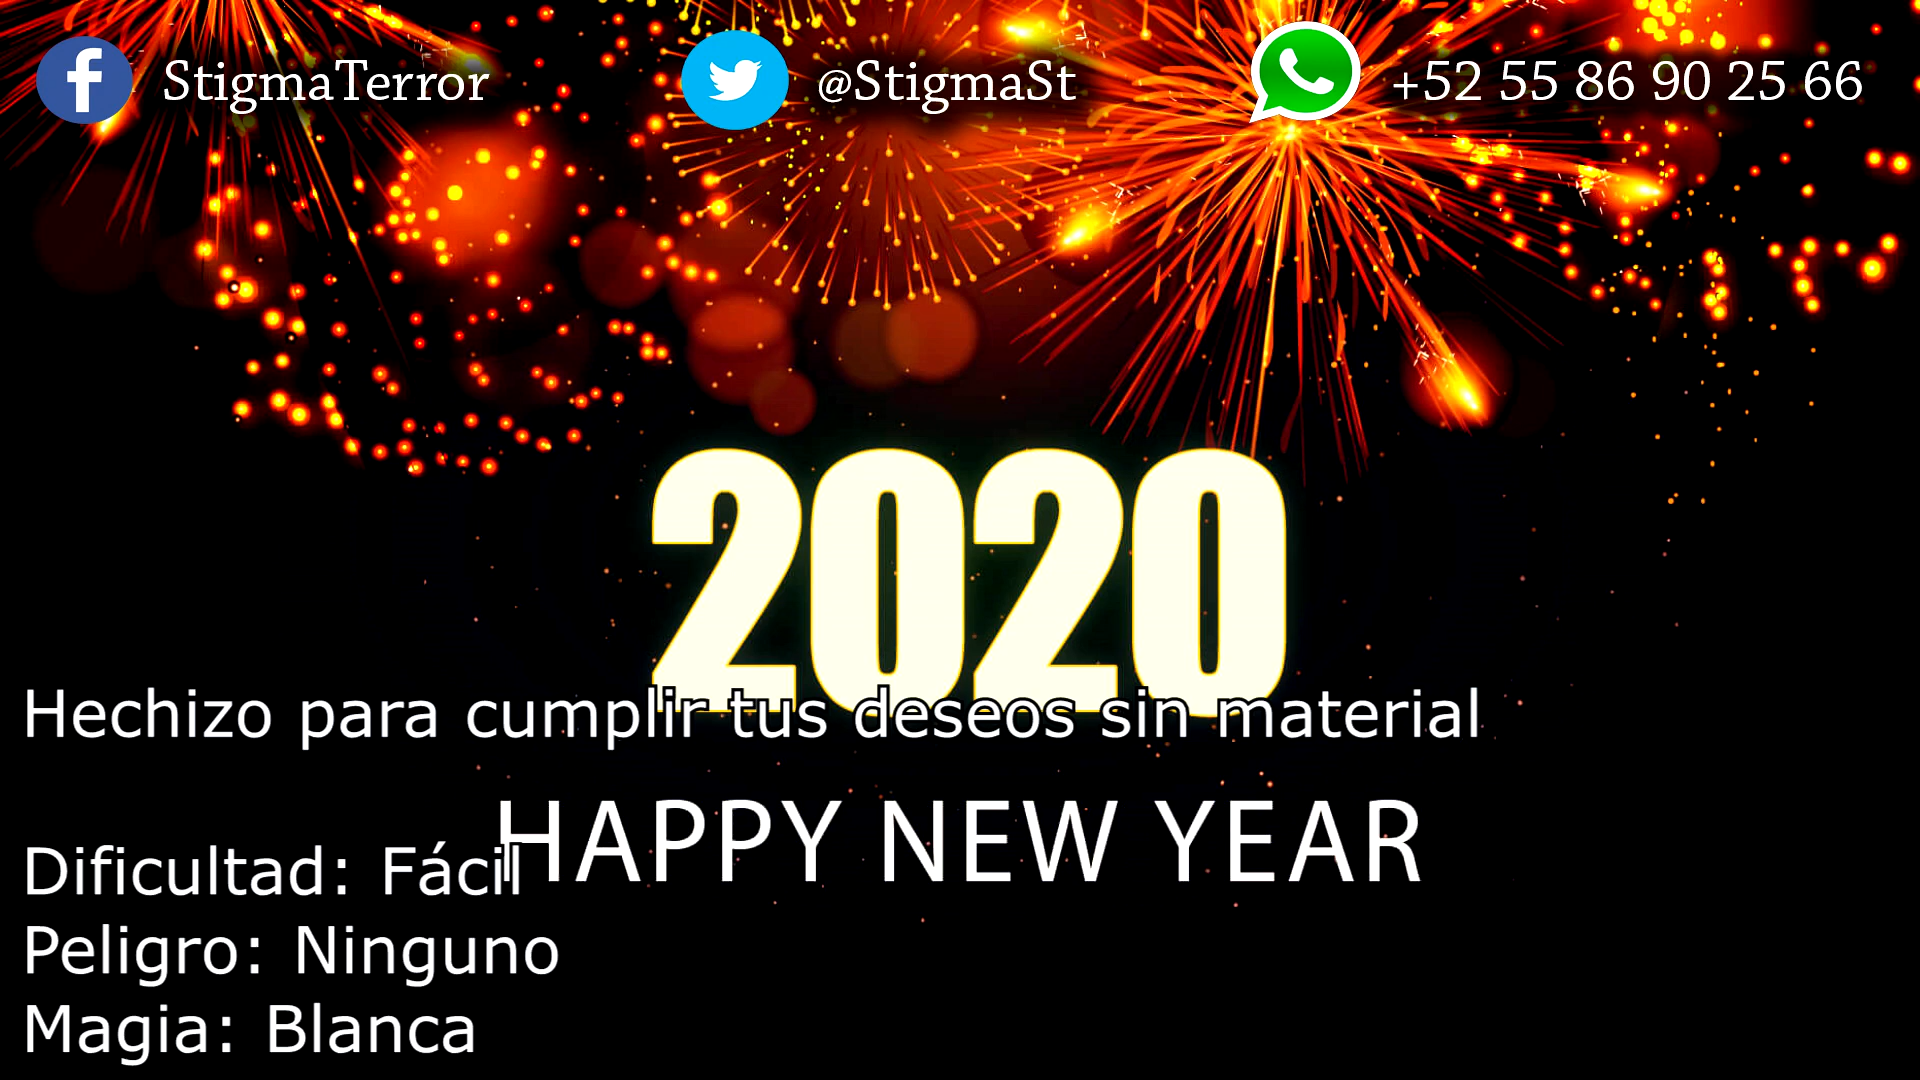 StigmaTerror
@StigmaSt
+52 55 86 90 25 66
2020
Hechizo para cumplir tus deseos sin material
HAPPY NEW YEAR
Dificultad: Fácil
Peligro: Ninguno
Magia: Blanca